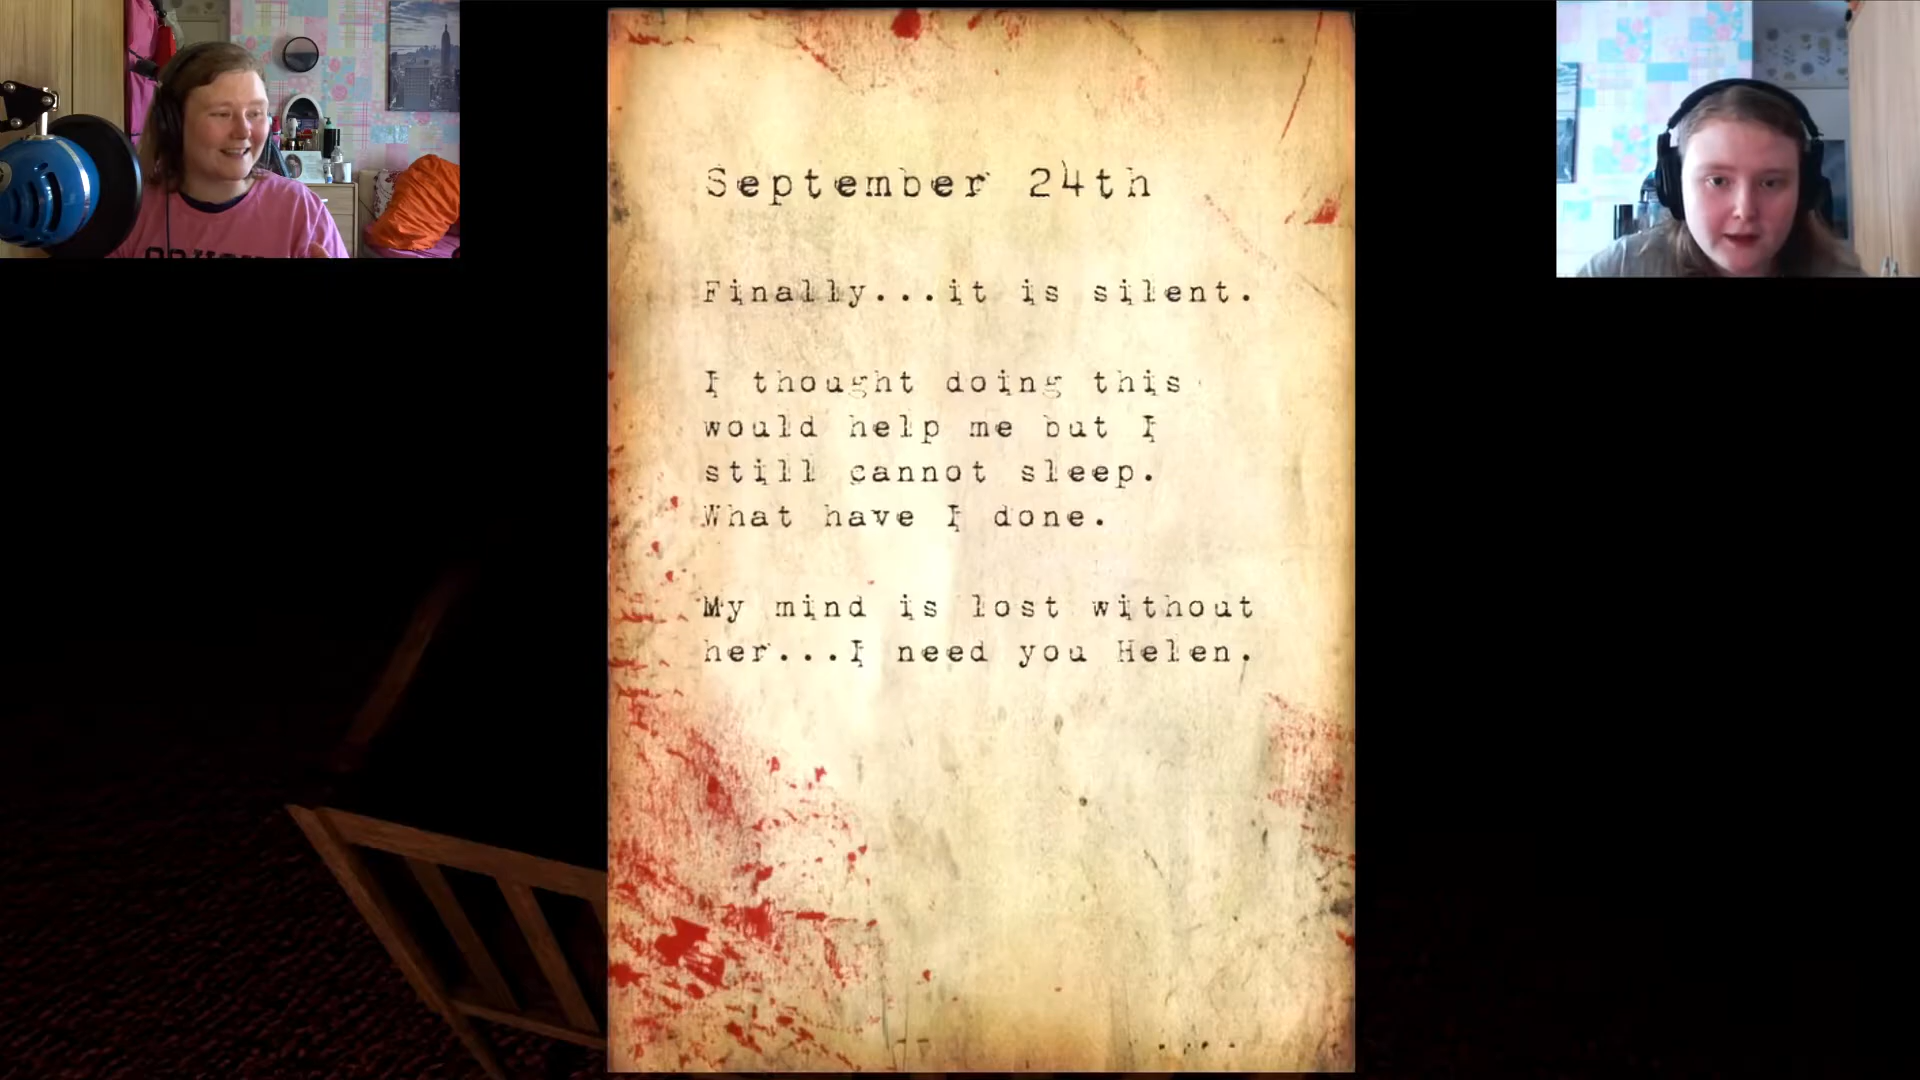 September 24th
Finally...it is silent.
I thought doing this
would help me but I
still cannot sleep.
What have I done.
My mind is lost without
her...I need you Helen.